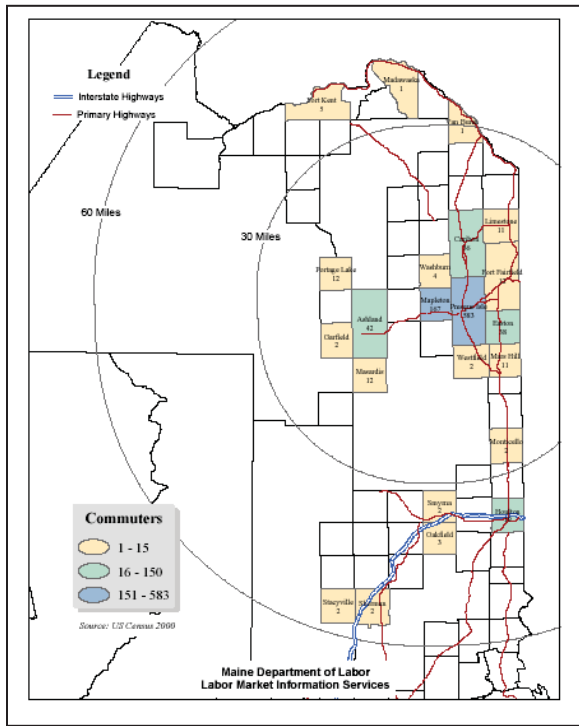 Legend
Interstate Highways
Primary Highways
Madawaska
1
Fort Kent
5
Van Buren
1
60 Miles
30 Miles
Limestone
11
Caribou
Washburn
4
Fort Fairfield
Portage Lake
12
Mapleton
Presque Isle
583
Ashland
42
Easton
Garfield
2
Westfield
2
Mars Hill
11
Masardis
12
Monticello
2
Smyrna
2
Houlton
Oakfield
Commuters
1 - 15
16 - 150
151 - 583
Stacyville
2
Sherman
2
Source: US Census 2000
Maine Department of Labor
Labor Market Information Services